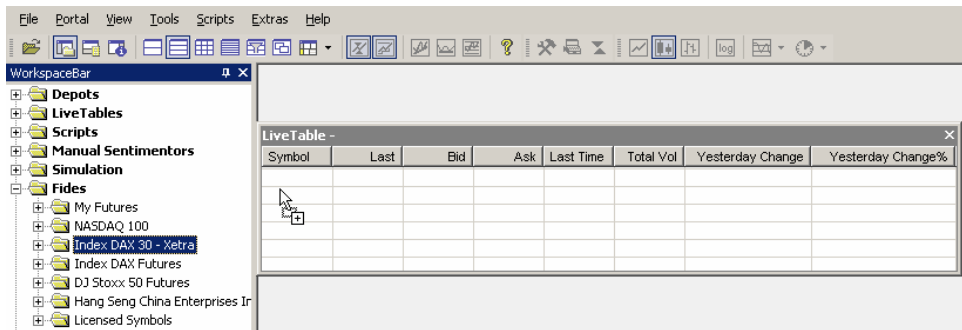 File Portal View Tools Scripts Extras Help
log
WorkspaceBar
Depots
LiveTables
Scripts
Manual Sentimentors
Simulation
Fides
My Futures
NASDAQ 100
Index DAX 30 - Xetra
Index DAX Futures
DJ Stoxx 50 Futures
Hang Seng China Enterprises Ir
Licensed Symbols
LiveTable -
Symbol Last Bid Ask Last Time Total Vol Yesterday Change Yesterday Change%